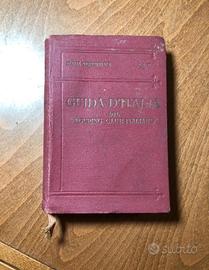 GUIDA D'ITALIA
DEL
TOURING CLUB ITALIANO
subito